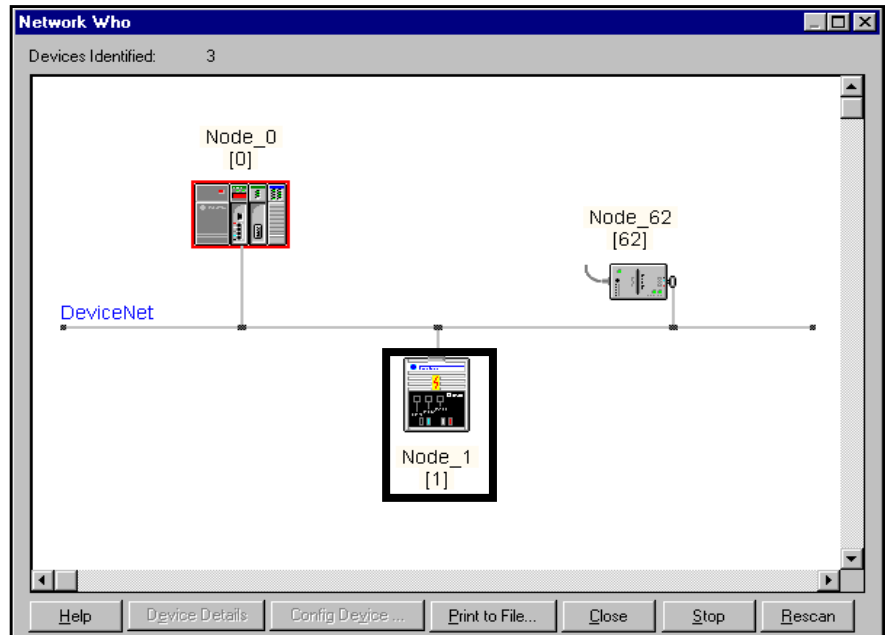 Network Who
Devices Identified: 3
Node_0
[0]
Node_62
[62]
DeviceNet
Node_1
[1]
Help
Device Details
Config Device ...
Print to File...
Close
Stop
Rescan